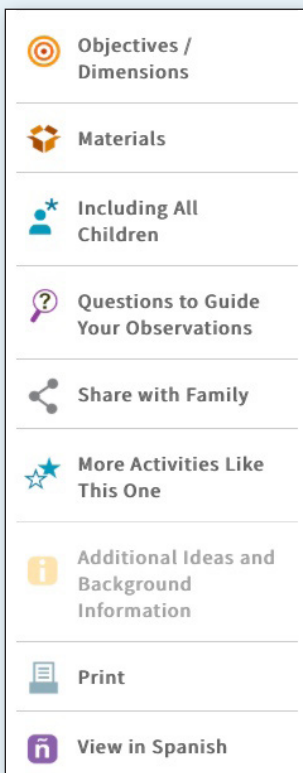 Objectives /
Dimensions
Materials
Including All
Children
?
Questions to Guide
Your Observations
Share with Family
More Activities Like
This One
i
Additional Ideas and
Background
Information
Print
ñ
View in Spanish